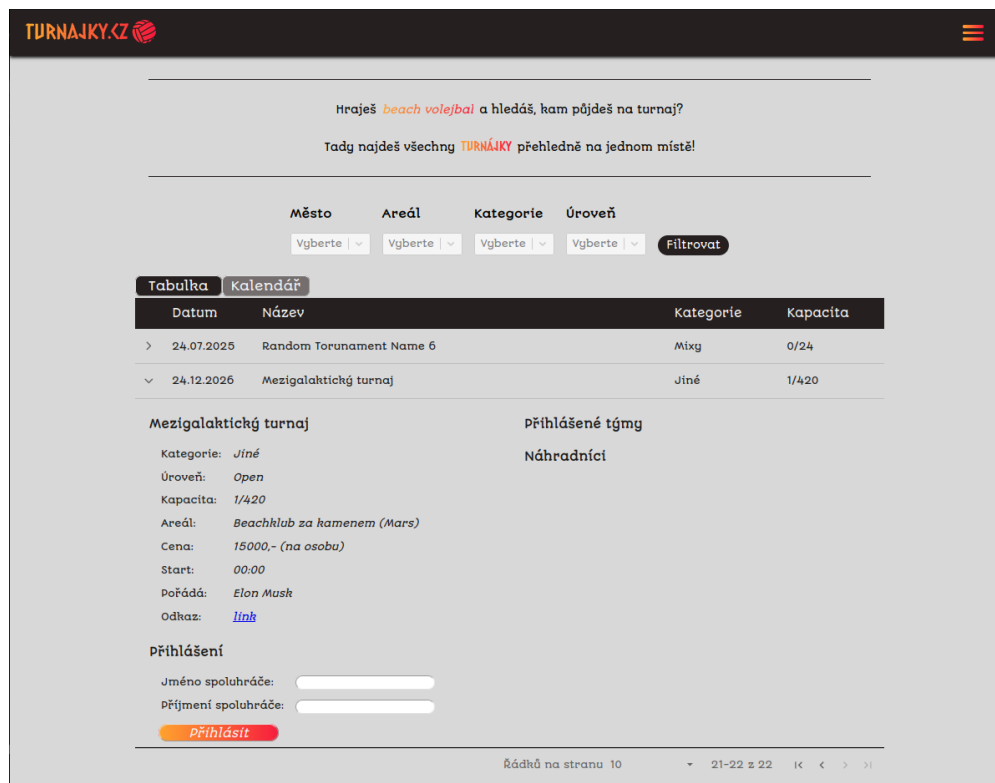 TURNAJKY.CZ
Hraješ beach volejbal a hledáš, kam půjdeš na turnaj?
Tady najdeš všechny TURNÁJKY přehledně na jednom místě!
Město Areál Kategorie Úroveň
Vyberte Vyberte Vyberte Vyberte Filtrovat
Tabulka Kalendář
Datum Název Kategorie Kapacita
24.07.2025 Random Torunament Name 6 Mixy 0/24
24.12.2026 Mezigalaktický turnaj Jiné 1/420
Mezigalaktický turnaj Přihlášené týmy
Náhradníci
Kategorie: Jiné
Úroveň: Open
Kapacita: 1/420
Areál: Beachklub za kamenem (Mars)
Cena: 15000,- (na osobu)
Start: 00:00
Pořádá: Elon Musk
Odkaz: link
Přihlášení
Jméno spoluhráče:
Příjmení spoluhráče:
Přihlásit
Řádků na stranu 10 21-22 z 22